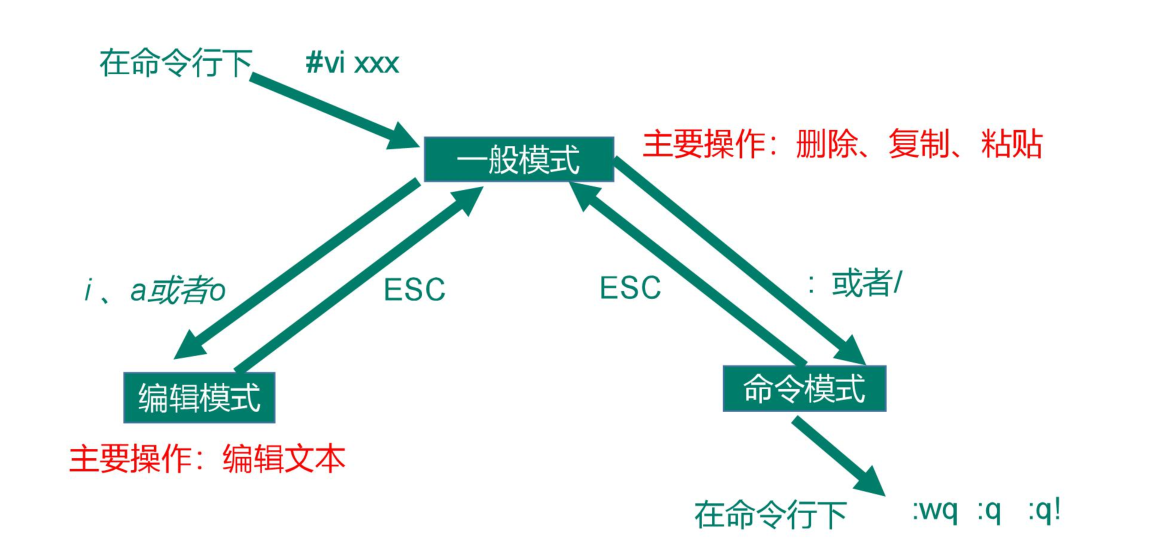 在命令行下 #vi xxx
一般模式 主要操作：删除、复制、粘贴
i 、a或者o ESC ESC : 或者/
编辑模式 命令模式
主要操作：编辑文本
在命令行下 :wq :q :q!